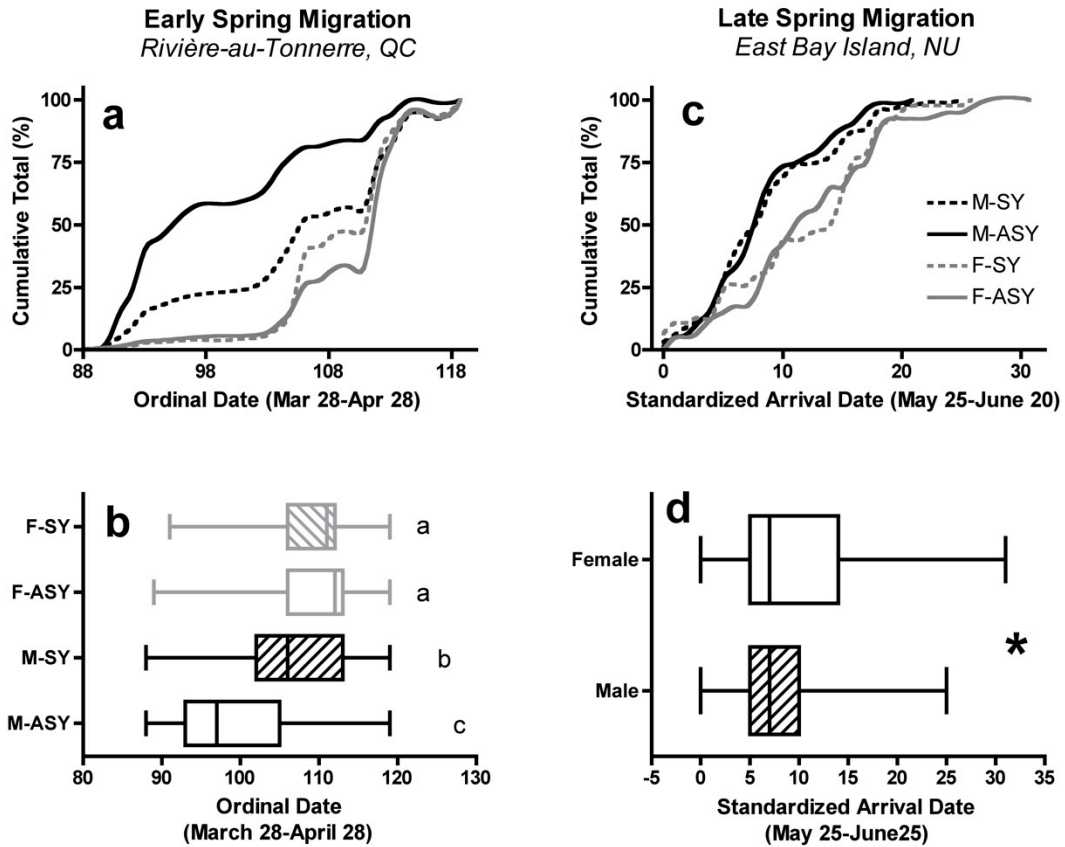 Early Spring Migration
Rivière-au-Tonnerre, QC
a
Cumulative Total (%)
100
75
50
25
0
88
98
108
118
Ordinal Date (Mar 28-Apr 28)
Late Spring Migration
East Bay Island, NU
c
Cumulative Total (%)
100
75
50
25
0
M-SY
M-ASY
F-SY
F-ASY
0
10
20
30
Standardized Arrival Date (May 25-June 20)
b
F-SY
a
F-ASY
a
M-SY
b
M-ASY
c
80
90
100
110
120
130
Ordinal Date
(March 28-April 28)
d
Female
Male
*
-5
0
5
10
15
20
25
30
35
Standardized Arrival Date
(May 25-June25)